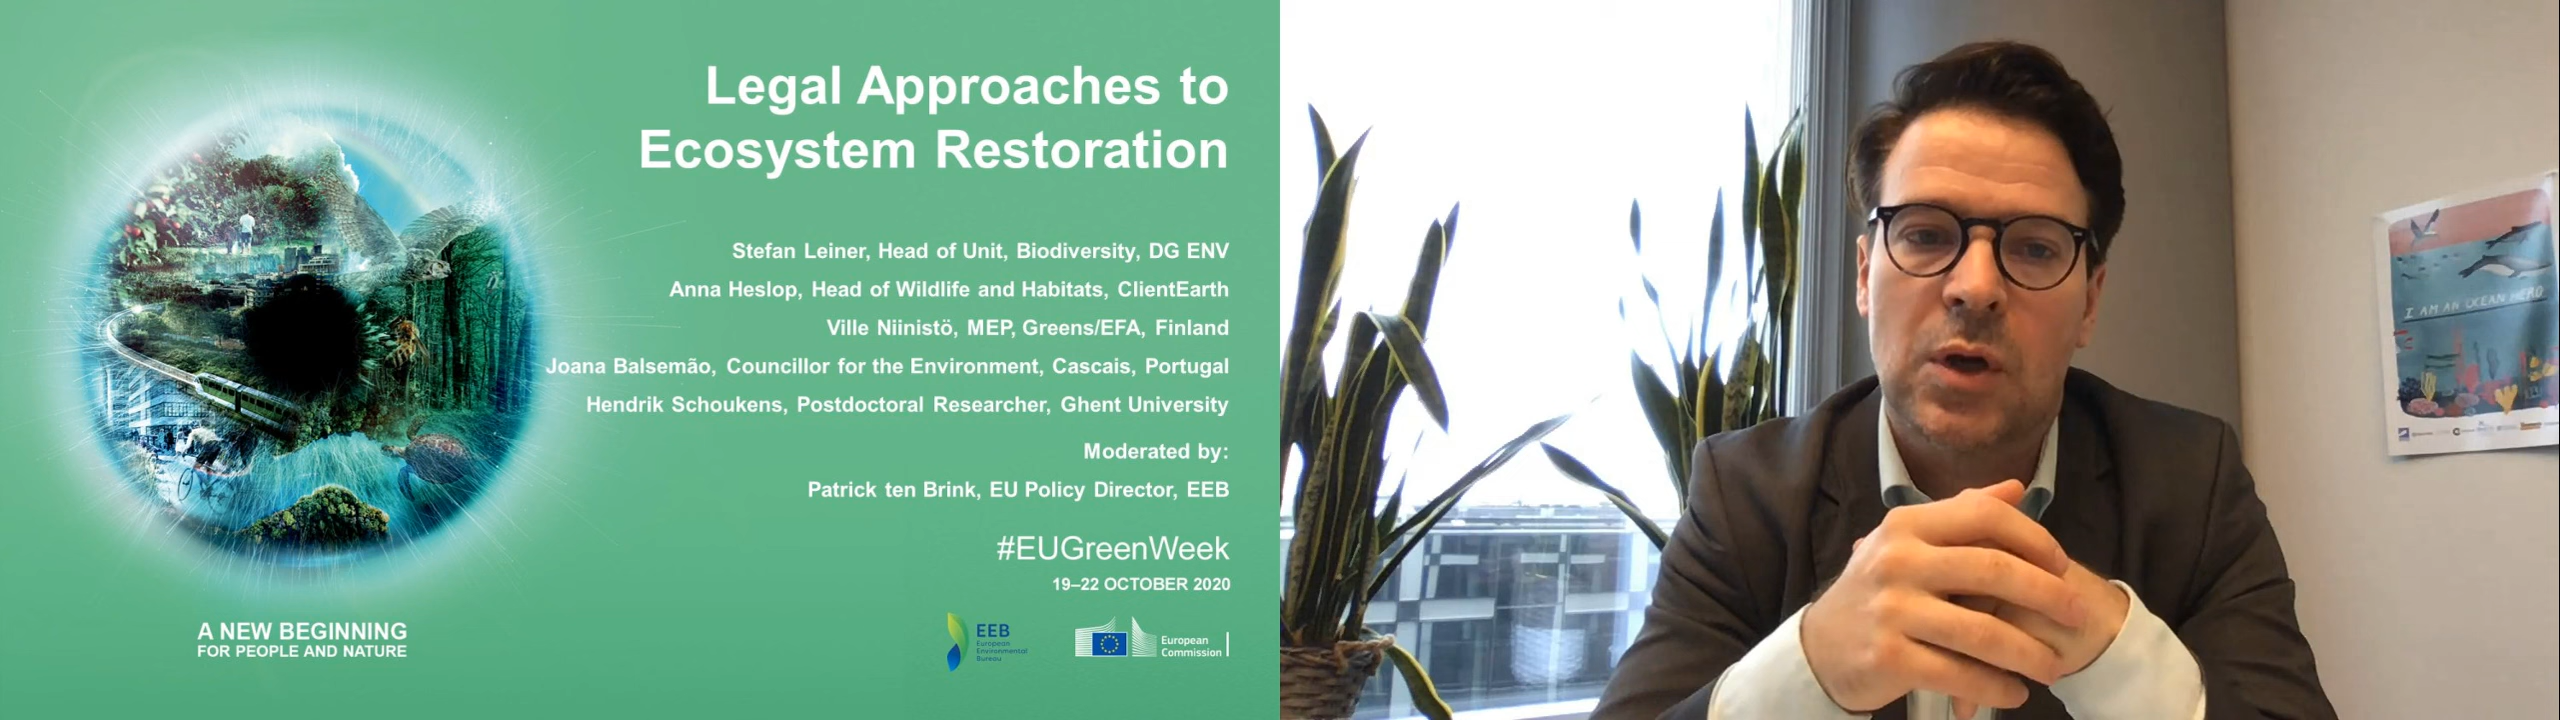 Legal Approaches to
Ecosystem Restoration
Stefan Leiner, Head of Unit, Biodiversity, DG ENV
Anna Heslop, Head of Wildlife and Habitats, ClientEarth
Ville Niinistö, MEP, Greens/EFA, Finland
Joana Balsemão, Councillor for the Environment, Cascais, Portugal
Hendrik Schoukens, Postdoctoral Researcher, Ghent University
Moderated by:
Patrick ten Brink, EU Policy Director, EEB
#EUGreenWeek
19–22 OCTOBER 2020
A NEW BEGINNING
FOR PEOPLE AND NATURE
EEB
European
Environmental
Bureau
European
Commission
I AM AN OCEAN HERO